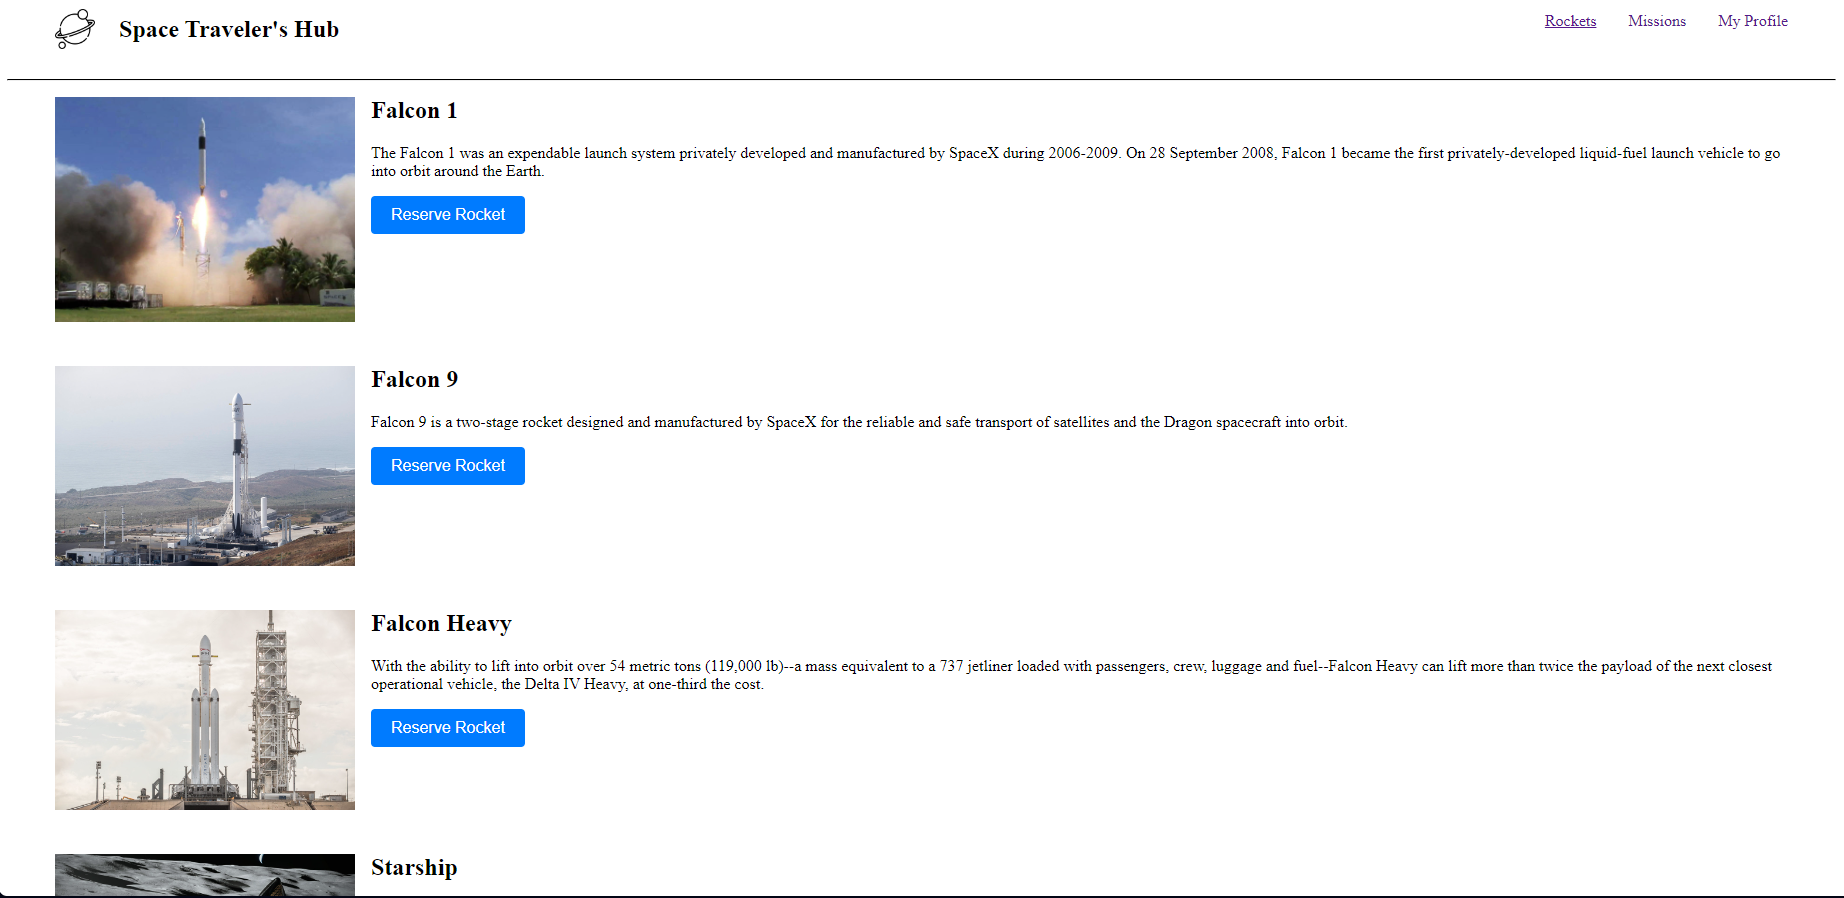 Space Traveler's Hub
Rockets
Missions
My Profile
Falcon 1
The Falcon 1 was an expendable launch system privately developed and manufactured by SpaceX during 2006-2009. On 28 September 2008, Falcon 1 became the first privately-developed liquid-fuel launch vehicle to go
into orbit around the Earth.
Reserve Rocket
Falcon 9
Falcon 9 is a two-stage rocket designed and manufactured by SpaceX for the reliable and safe transport of satellites and the Dragon spacecraft into orbit.
Reserve Rocket
Falcon Heavy
With the ability to lift into orbit over 54 metric tons (119,000 lb)--a mass equivalent to a 737 jetliner loaded with passengers, crew, luggage and fuel--Falcon Heavy can lift more than twice the payload of the next closest
operational vehicle, the Delta IV Heavy, at one-third the cost.
Reserve Rocket
Starship